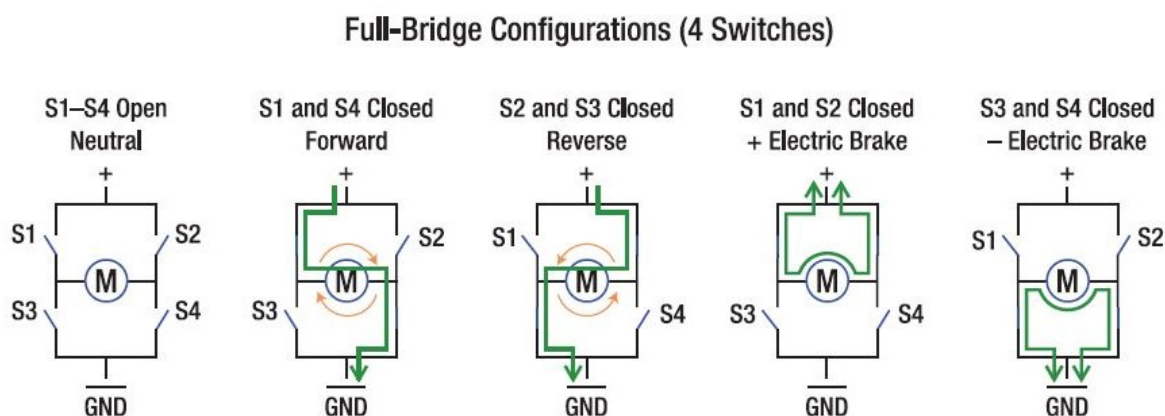 Full-Bridge Configurations (4 Switches)
S1–S4 Open
Neutral
+
S1
S2
M
S3
S4
GND
S1 and S4 Closed
Forward
+
S2
M
S3
GND
S2 and S3 Closed
Reverse
+
S1
M
S4
GND
S1 and S2 Closed
+ Electric Brake
+
M
S3
S4
GND
S3 and S4 Closed
– Electric Brake
+
S1
S2
M
GND